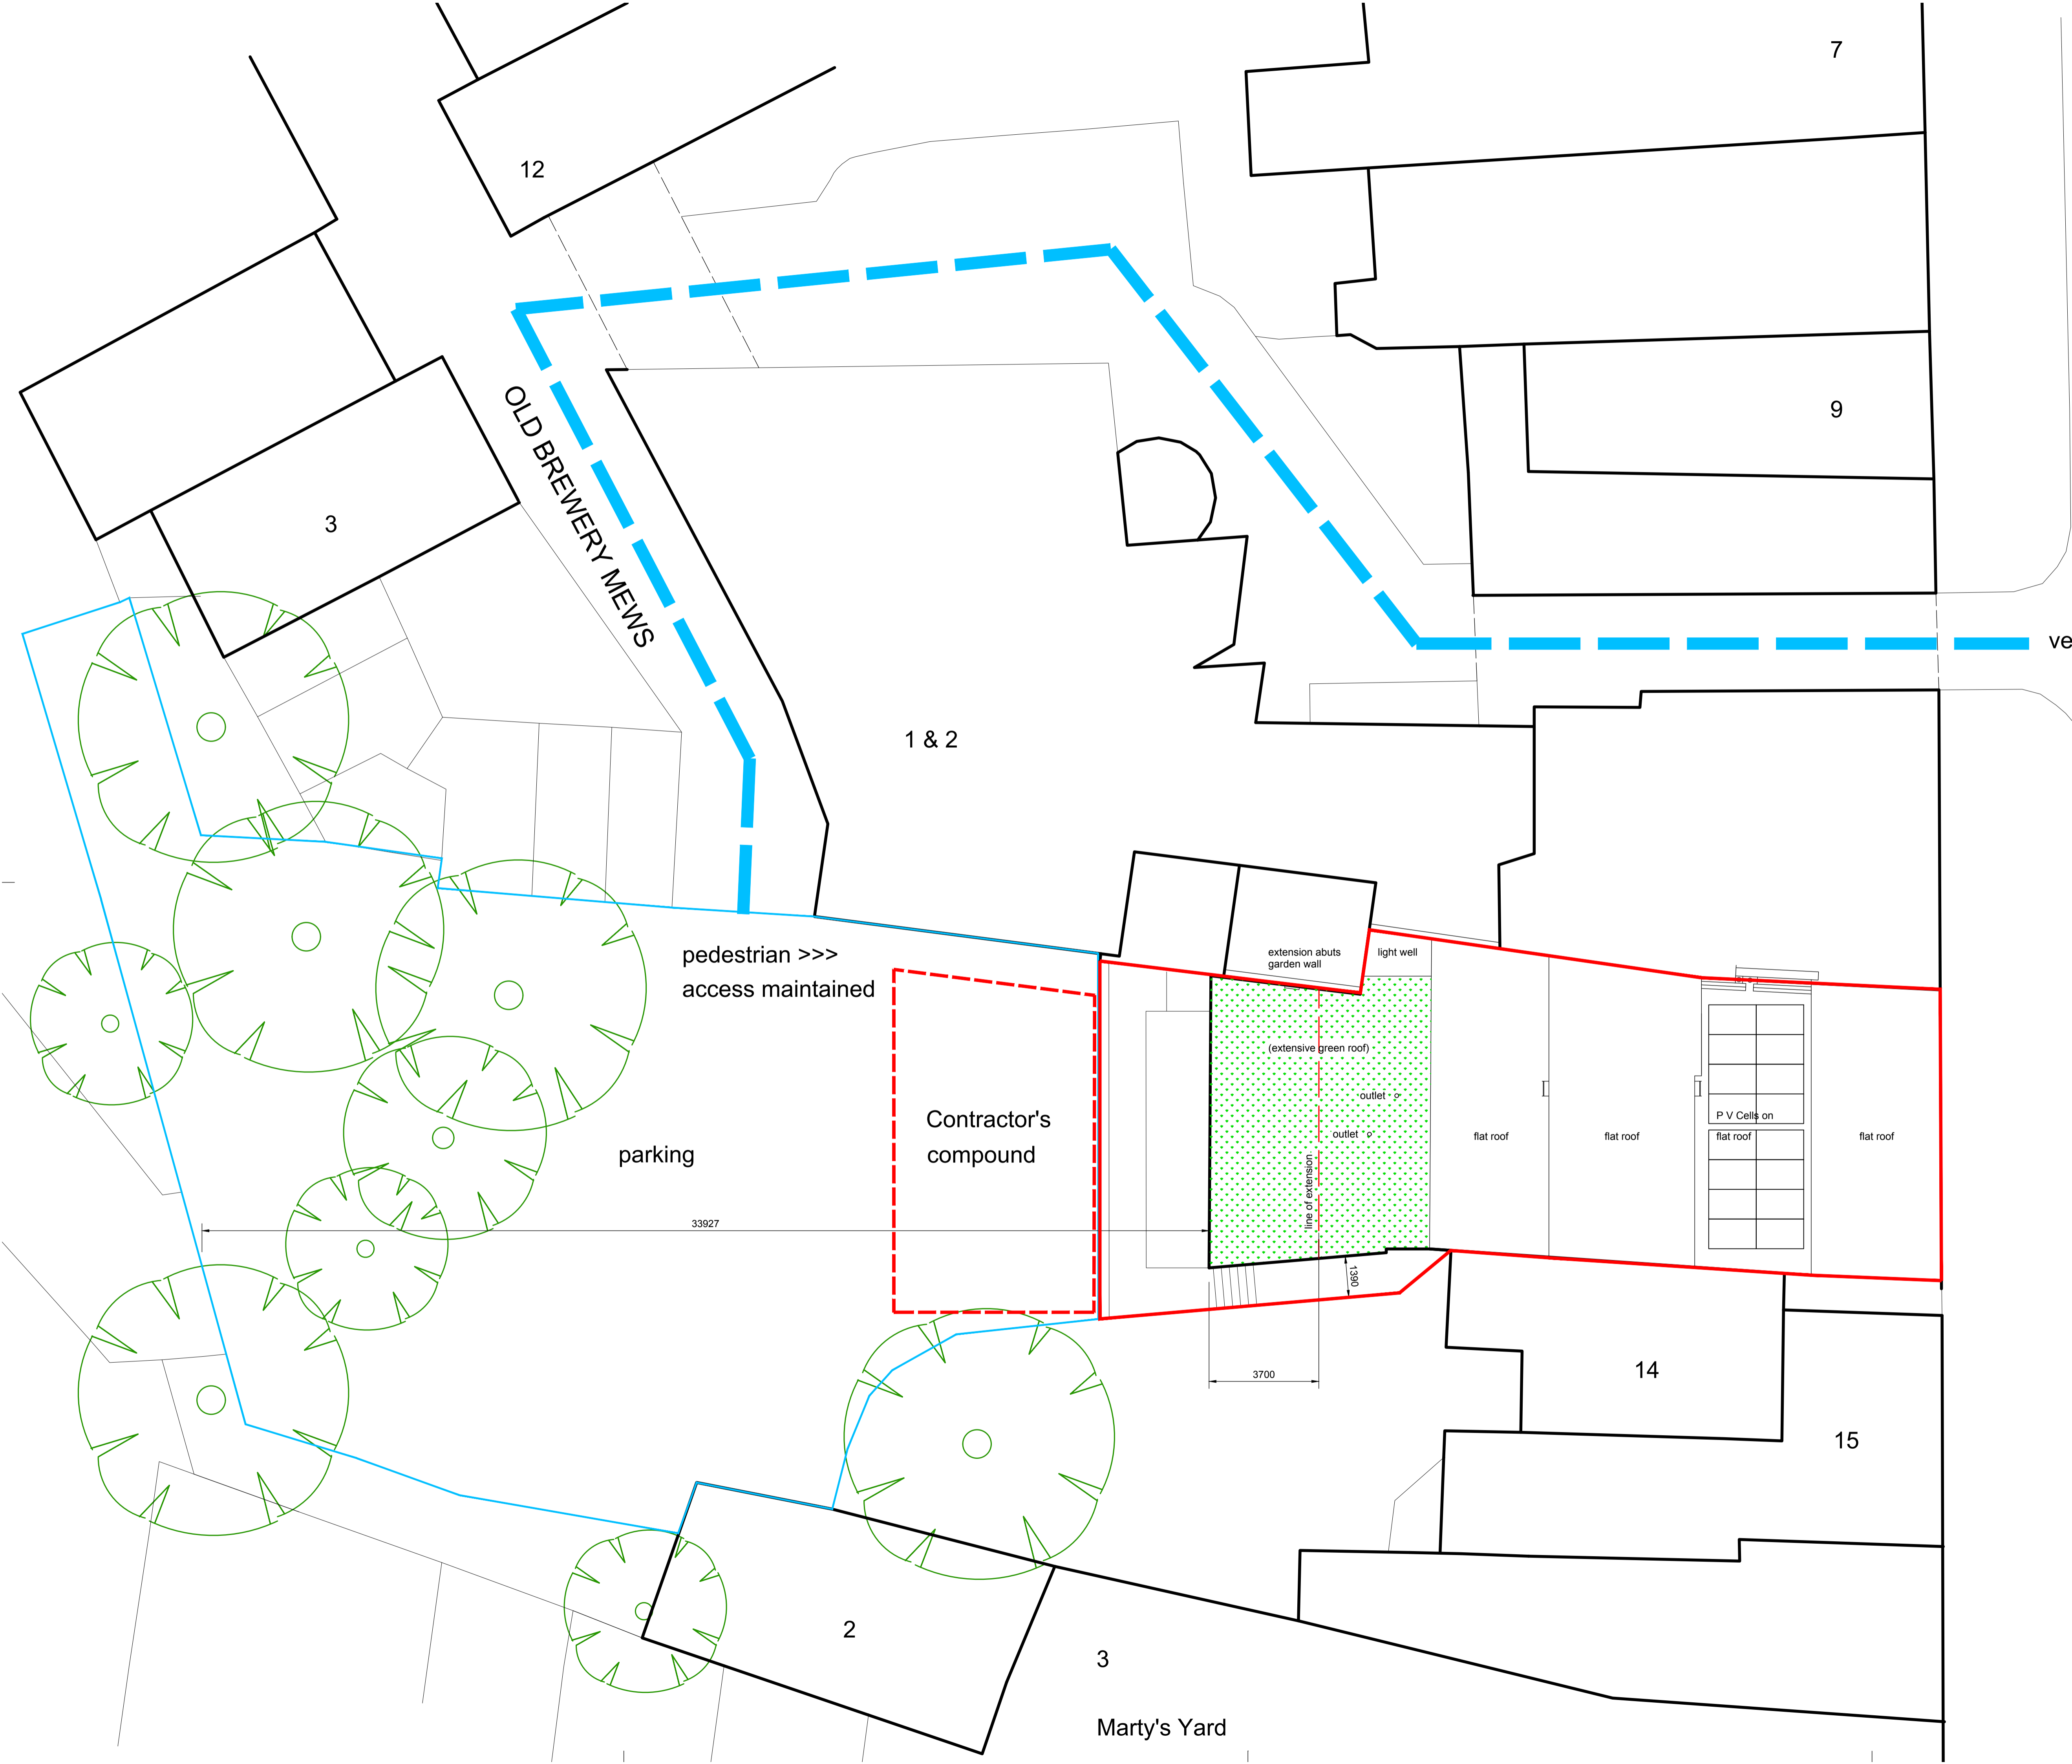 7
12
9
3
OLD BREWERY MEWS
ve
1 & 2
pedestrian >>>
access maintained
extension abuts
garden wall
light well
(extensive green roof)
outlet
outlet
line of extension
Contractor's
compound
parking
flat roof
flat roof
P V Cells on
flat roof
flat roof
33927
1390
3700
14
15
2
3
Marty's Yard